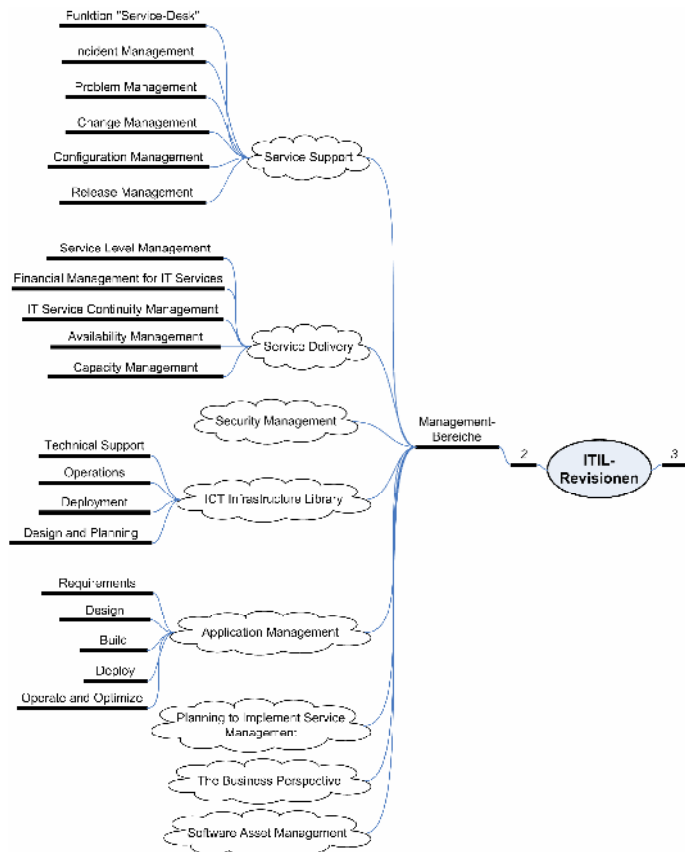 Funktion "Service-Desk"
Incident Management
Problem Management
Change Management
Configuration Management
Release Management
Service Support
Service Level Management
Financial Management for IT Services
IT Service Continuity Management
Availability Management
Capacity Management
Service Delivery
Security Management
Technical Support
Operations
Deployment
Design and Planning
ICT Infrastructure Library
Requirements
Design
Build
Deploy
Operate and Optimize
Application Management
Planning to Implement Service
Management
The Business Perspective
Software Asset Management
Management-
Bereiche
2
ITIL-
Revisionen
3